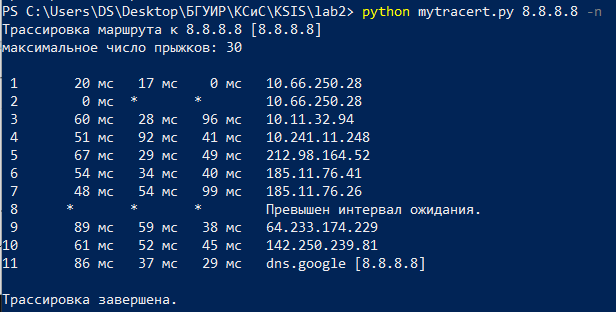 PS C:\Users\DS\Desktop\БГУИР\КСиС\KSIS\lab2> python mytracert.py 8.8.8.8 -n
Трассировка маршрута к 8.8.8.8 [8.8.8.8]
максимальное число прыжков: 30
1 20 мс 17 мс 0 мс 10.66.250.28
2 0 мс * * 10.66.250.28
3 60 мс 28 мс 96 мс 10.11.32.94
4 51 мс 92 мс 41 мс 10.241.11.248
5 67 мс 29 мс 49 мс 212.98.164.52
6 54 мс 34 мс 40 мс 185.11.76.41
7 48 мс 54 мс 99 мс 185.11.76.26
8 * * * Превышен интервал ожидания.
9 89 мс 59 мс 38 мс 64.233.174.229
10 61 мс 52 мс 45 мс 142.250.239.81
11 86 мс 37 мс 29 мс dns.google [8.8.8.8]
Трассировка завершена.